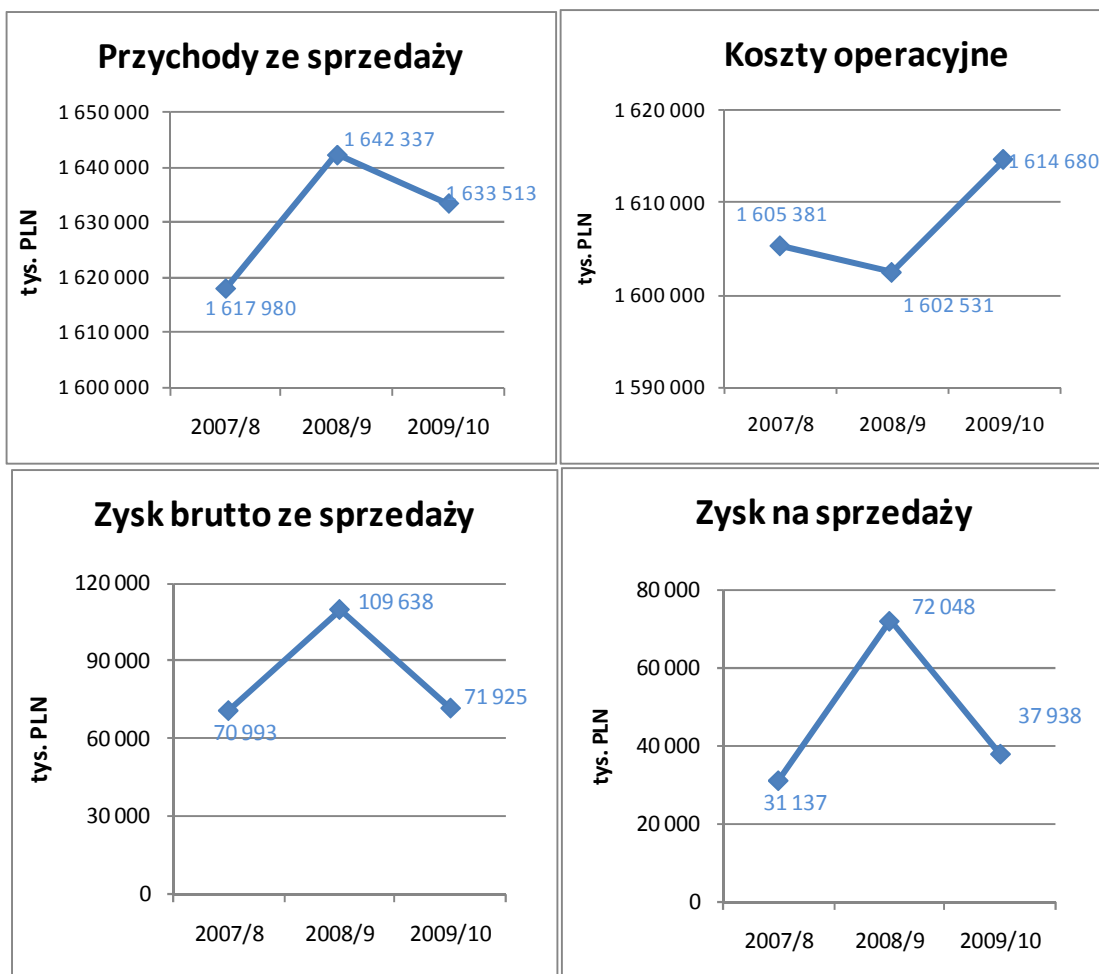 Przychody ze sprzedaży
tys. PLN
1 650 000
1 640 000
1 630 000
1 620 000
1 610 000
1 600 000
1 642 337
1 633 513
1 617 980
2007/8 2008/9 2009/10
Koszty operacyjne
tys. PLN
1 620 000
1 610 000
1 600 000
1 590 000
1 614 680
1 605 381
1 602 531
2007/8 2008/9 2009/10
Zysk brutto ze sprzedaży
tys. PLN
120 000
90 000
60 000
30 000
0
109 638
71 925
70 993
2007/8 2008/9 2009/10
Zysk na sprzedaży
tys. PLN
80 000
60 000
40 000
20 000
0
72 048
37 938
31 137
2007/8 2008/9 2009/10